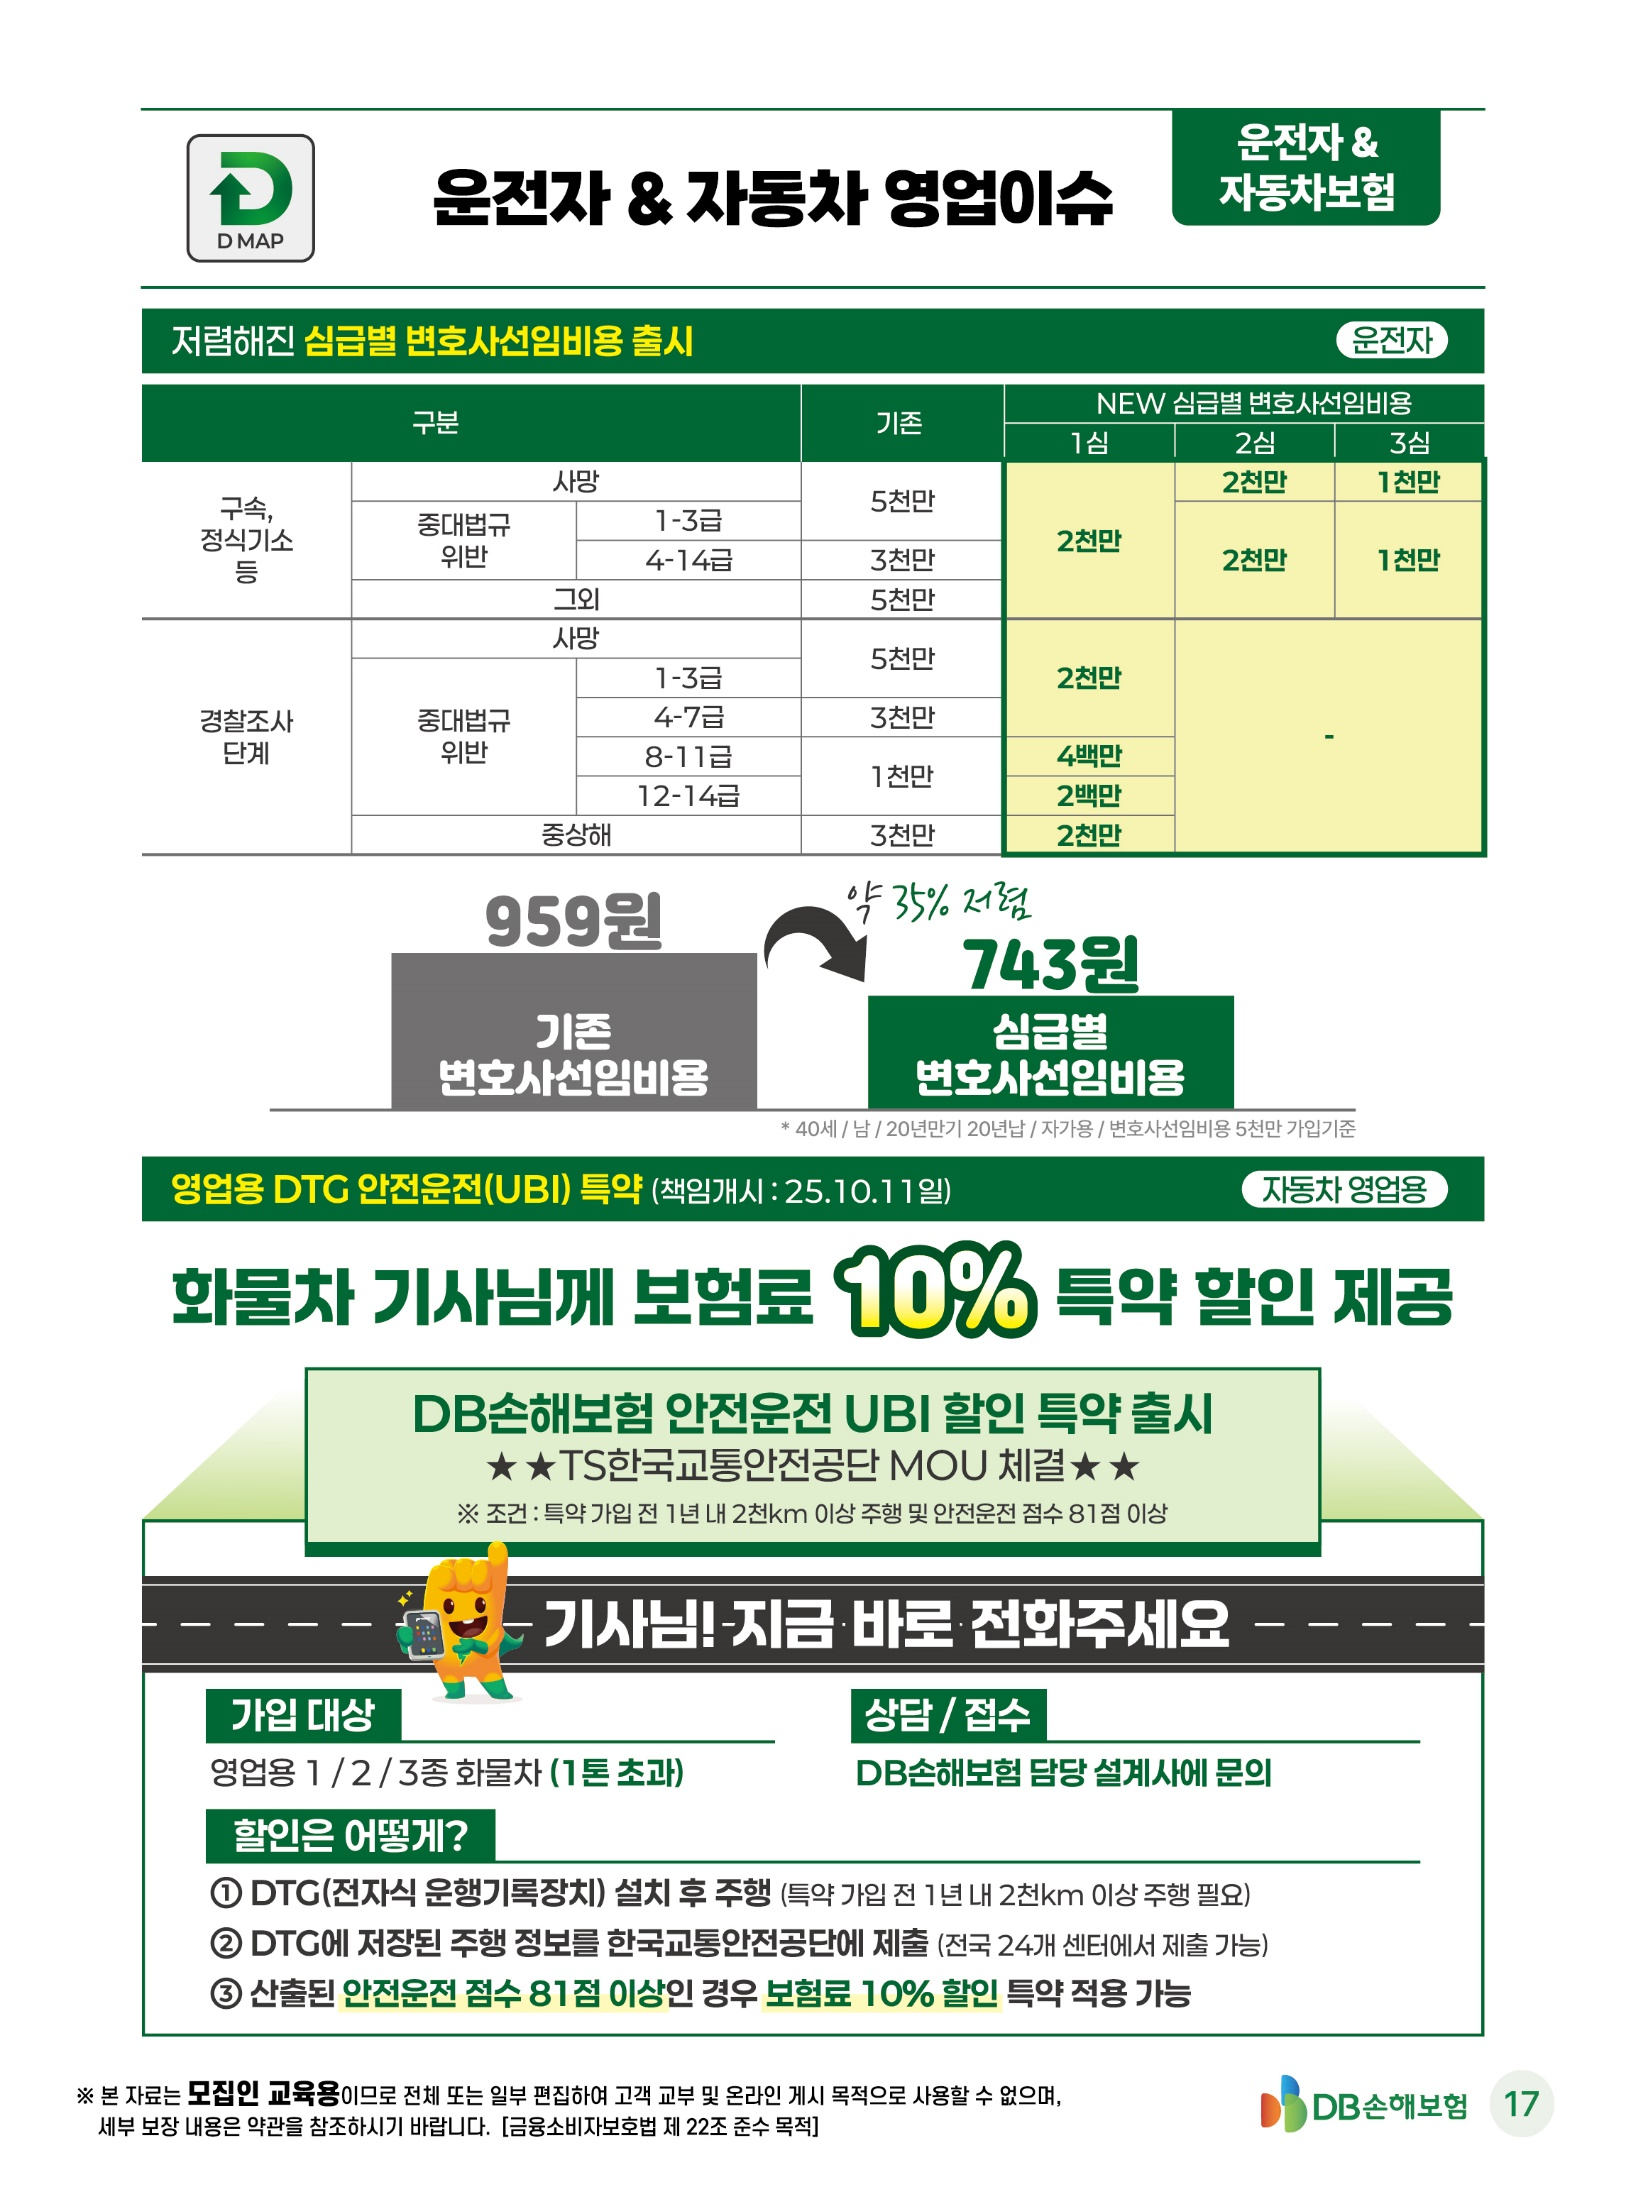 D MAP
운전자 & 자동차 영업이슈
운전자 &
자동차보험
저렴해진 심급별 변호사선임비용 출시
운전자
구분
기존
NEW 심급별 변호사선임비용
1심
2심
3심
구속,
정식기소
등
사망
5천만
2천만
2천만
1천만
중대법규
위반
1-3급
2천만
1천만
4-14급
3천만
그외
5천만
경찰조사
단계
사망
5천만
2천만
-
중대법규
위반
1-3급
4-7급
3천만
8-11급
1천만
4백만
12-14급
2백만
중상해
3천만
2천만
959원
약 35% 저렴
743원
기존
변호사선임비용
심급별
변호사선임비용
* 40세 / 남 / 20년만기 20년납 / 자가용 / 변호사선임비용 5천만 가입기준
영업용 DTG 안전운전(UBI) 특약 (책임개시 : 25.10.11일)
자동차 영업용
화물차 기사님께 보험료 10% 특약 할인 제공
DB손해보험 안전운전 UBI 할인 특약 출시
★★TS한국교통안전공단 MOU 체결★★
※ 조건 : 특약 가입 전 1년 내 2천km 이상 주행 및 안전운전 점수 81점 이상
기사님! 지금 바로 전화주세요
가입 대상
영업용 1 / 2 / 3종 화물차 (1톤 초과)
상담 / 접수
DB손해보험 담당 설계사에 문의
할인은 어떻게?
① DTG(전자식 운행기록장치) 설치 후 주행 (특약 가입 전 1년 내 2천km 이상 주행 필요)
② DTG에 저장된 주행 정보를 한국교통안전공단에 제출 (전국 24개 센터에서 제출 가능)
③ 산출된 안전운전 점수 81점 이상인 경우 보험료 10% 할인 특약 적용 가능
※ 본 자료는 모집인 교육용이므로 전체 또는 일부 편집하여 고객 교부 및 온라인 게시 목적으로 사용할 수 없으며,
세부 보장 내용은 약관을 참조하시기 바랍니다. [금융소비자보호법 제 22조 준수 목적]
DB손해보험
17